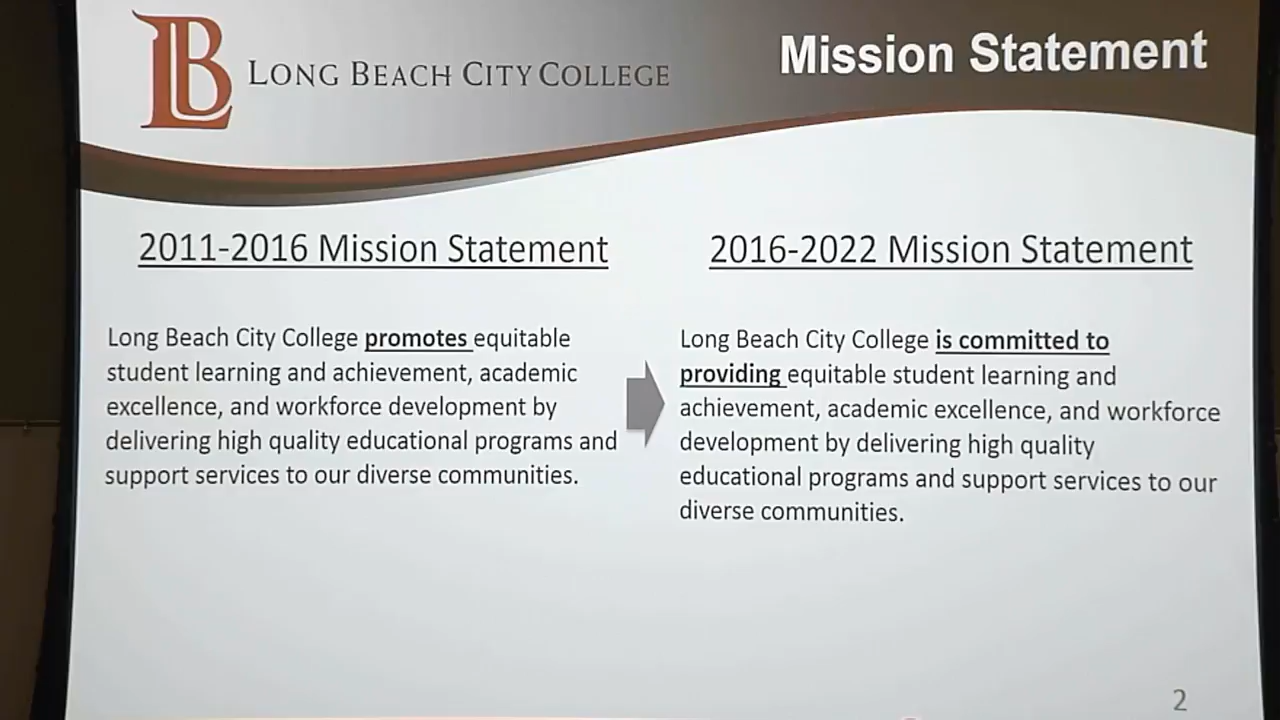 LB
LONG BEACH CITY COLLEGE
Mission Statement
2011-2016 Mission Statement
Long Beach City College promotes equitable
student learning and achievement, academic
excellence, and workforce development by
delivering high quality educational programs and
support services to our diverse communities.
2016-2022 Mission Statement
Long Beach City College is committed to
providing equitable student learning and
achievement, academic excellence, and workforce
development by delivering high quality
educational programs and support services to our
diverse communities.
2